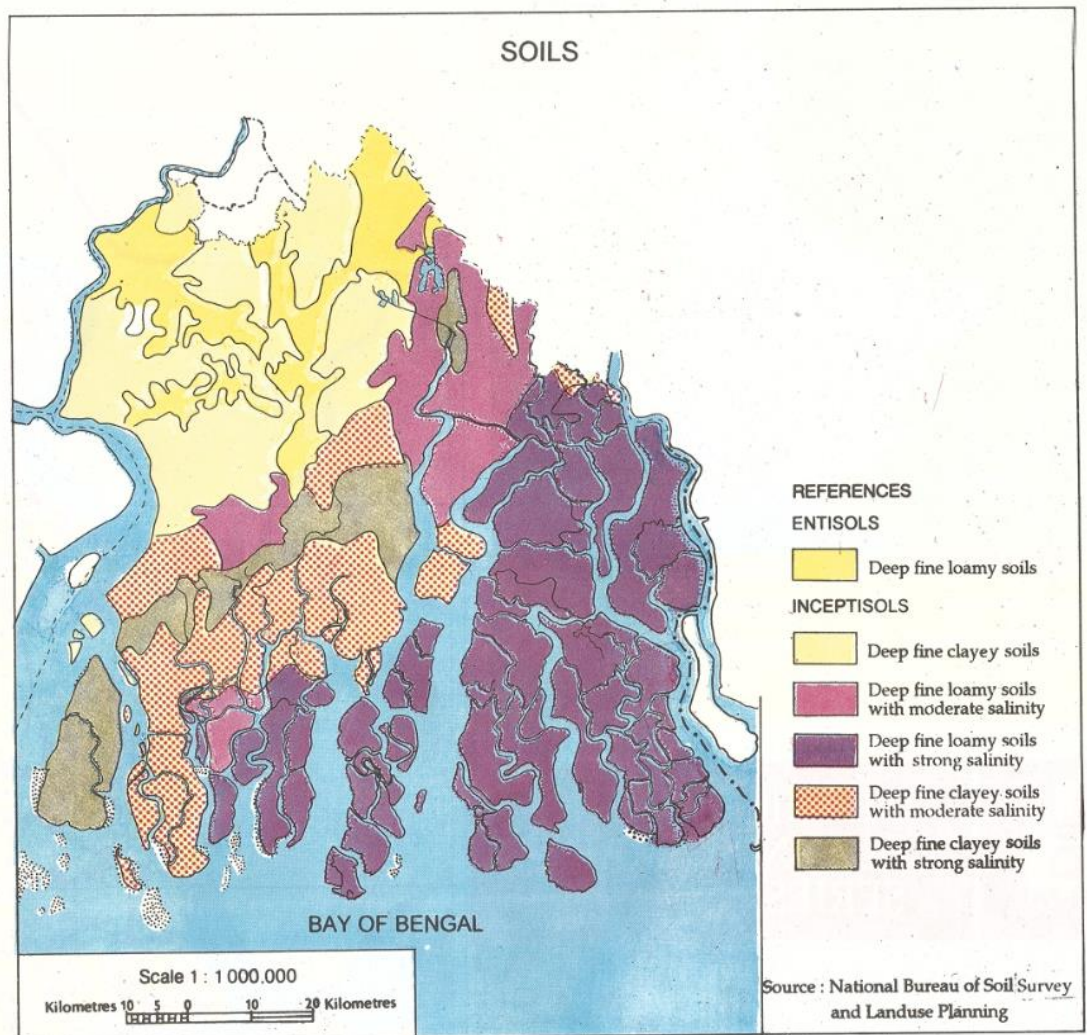 SOILS
REFERENCES
ENTISOLS
Deep fine loamy soils
INCEPTISOLS
Deep fine clayey soils
Deep fine loamy soils
with moderate salinity
Deep fine loamy soils
with strong salinity
Deep fine clayey soils
with moderate salinity
Deep fine clayey soils
with strong salinity
BAY OF BENGAL
Scale 1 : 1 000,000
Kilometres 10 5 0 10 20 Kilometres
Source : National Bureau of Soil Survey
and Landuse Planning